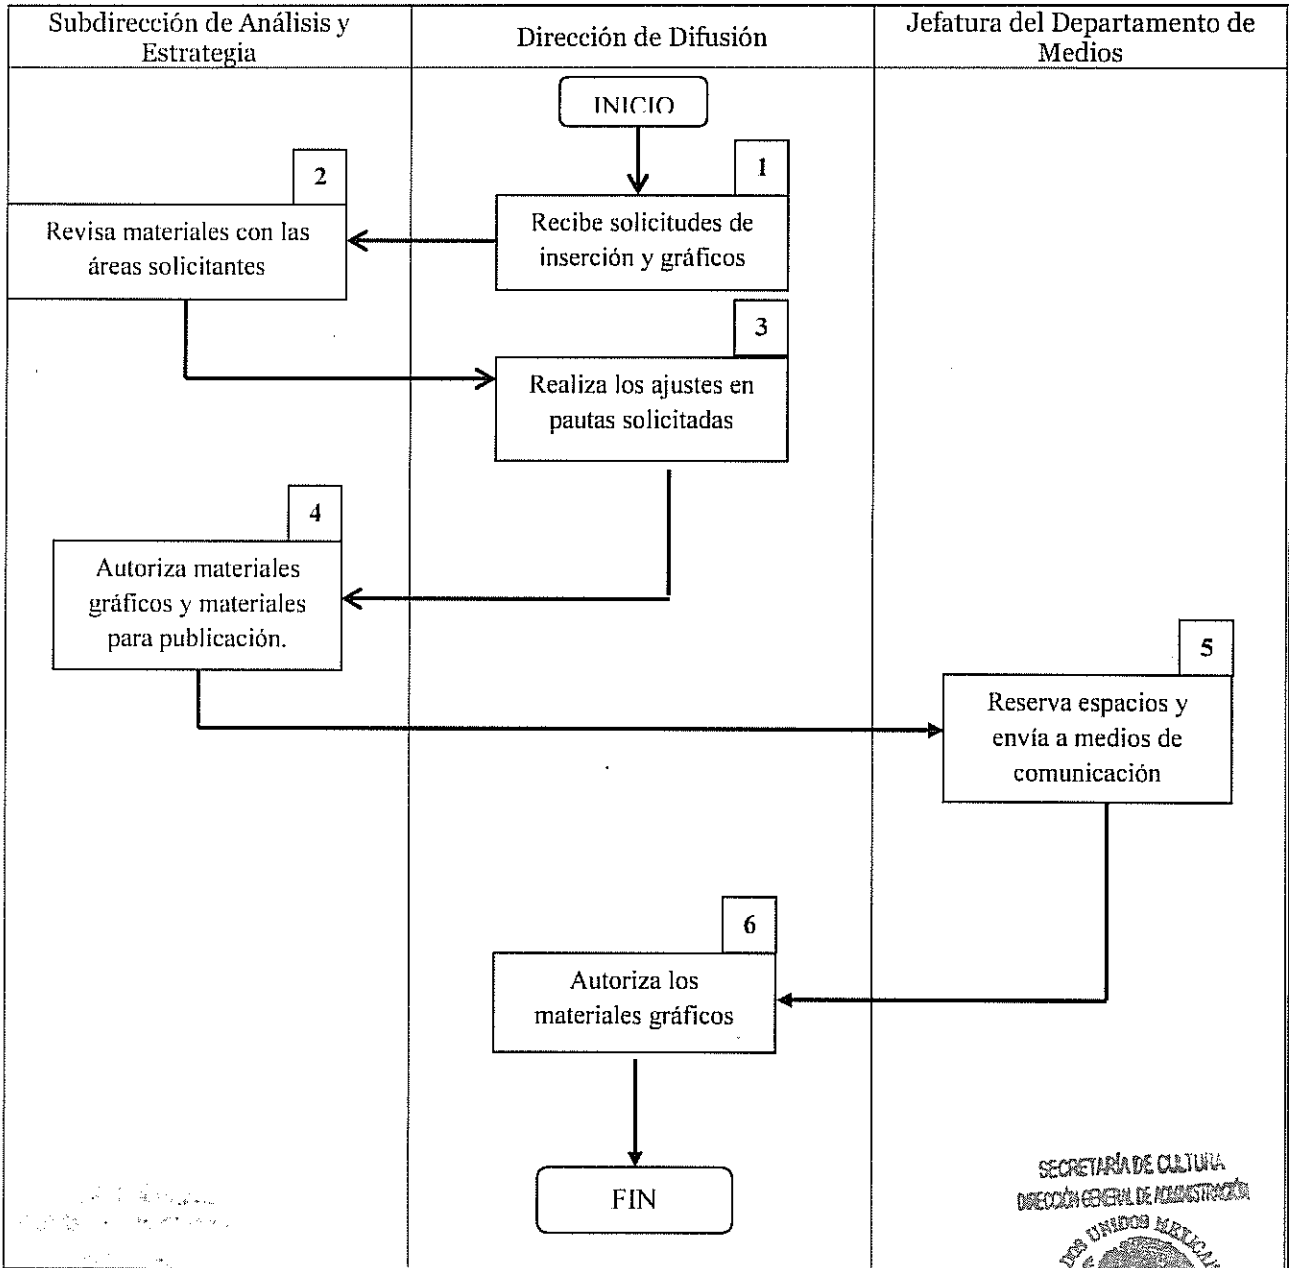 Subdirección de Análisis y
Estrategia
Dirección de Difusión
Jefatura del Departamento de
Medios
INICIO
1
Recibe solicitudes de
inserción y gráficos
2
Revisa materiales con las
áreas solicitantes
3
Realiza los ajustes en
pautas solicitadas
4
Autoriza materiales
gráficos y materiales
para publicación.
5
Reserva espacios y
envía a medios de
comunicación
6
Autoriza los
materiales gráficos
FIN
SECRETARÍA DE CULTURA
DIRECCIÓN GENERAL DE ADMINISTRACIÓN
UNIDOS